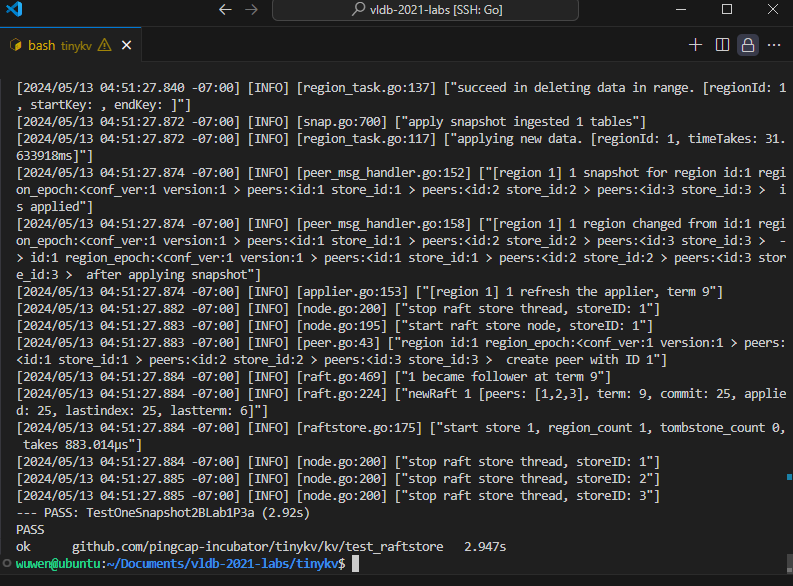 vldb-2021-labs [SSH: Go]
bash tinykv
[2024/05/13 04:51:27.840 -07:00] [INFO] [region_task.go:137] ["succeed in deleting data in range. [regionId: 1
, startKey: , endKey: ]"]
[2024/05/13 04:51:27.872 -07:00] [INFO] [snap.go:700] ["apply snapshot ingested 1 tables"]
[2024/05/13 04:51:27.872 -07:00] [INFO] [region_task.go:117] ["applying new data. [regionId: 1, timeTakes: 31.
633918ms]"]
[2024/05/13 04:51:27.874 -07:00] [INFO] [peer_msg_handler.go:152] ["[region 1] 1 snapshot for region id:1 regi
on_epoch:<conf_ver:1 version:1 > peers:<id:1 store_id:1 > peers:<id:2 store_id:2 > peers:<id:3 store_id:3 >  i
s applied"]
[2024/05/13 04:51:27.874 -07:00] [INFO] [peer_msg_handler.go:158] ["[region 1] 1 region changed from id:1 regi
on_epoch:<conf_ver:1 version:1 > peers:<id:1 store_id:1 > peers:<id:2 store_id:2 > peers:<id:3 store_id:3 >  -
> id:1 region_epoch:<conf_ver:1 version:1 > peers:<id:1 store_id:1 > peers:<id:2 store_id:2 > peers:<id:3 stor
e_id:3 >  after applying snapshot"]
[2024/05/13 04:51:27.874 -07:00] [INFO] [applier.go:153] ["[region 1] 1 refresh the applier, term 9"]
[2024/05/13 04:51:27.882 -07:00] [INFO] [node.go:200] ["stop raft store thread, storeID: 1"]
[2024/05/13 04:51:27.883 -07:00] [INFO] [node.go:195] ["start raft store node, storeID: 1"]
[2024/05/13 04:51:27.883 -07:00] [INFO] [peer.go:43] ["region id:1 region_epoch:<conf_ver:1 version:1 > peers:
<id:1 store_id:1 > peers:<id:2 store_id:2 > peers:<id:3 store_id:3 >  create peer with ID 1"]
[2024/05/13 04:51:27.884 -07:00] [INFO] [raft.go:469] ["1 became follower at term 9"]
[2024/05/13 04:51:27.884 -07:00] [INFO] [raft.go:224] ["newRaft 1 [peers: [1,2,3], term: 9, commit: 25, applie
d: 25, lastindex: 25, lastterm: 6]"]
[2024/05/13 04:51:27.884 -07:00] [INFO] [raftstore.go:175] ["start store 1, region_count 1, tombstone_count 0,
 takes 883.014µs"]
[2024/05/13 04:51:27.884 -07:00] [INFO] [node.go:200] ["stop raft store thread, storeID: 1"]
[2024/05/13 04:51:27.885 -07:00] [INFO] [node.go:200] ["stop raft store thread, storeID: 2"]
[2024/05/13 04:51:27.885 -07:00] [INFO] [node.go:200] ["stop raft store thread, storeID: 3"]
--- PASS: TestOneSnapshot2BLab1P3a (2.92s)
PASS
ok      github.com/pingcap-incubator/tinykv/kv/test_raftstore   2.947s
wuwen@ubuntu:~/Documents/vldb-2021-labs/tinykv$